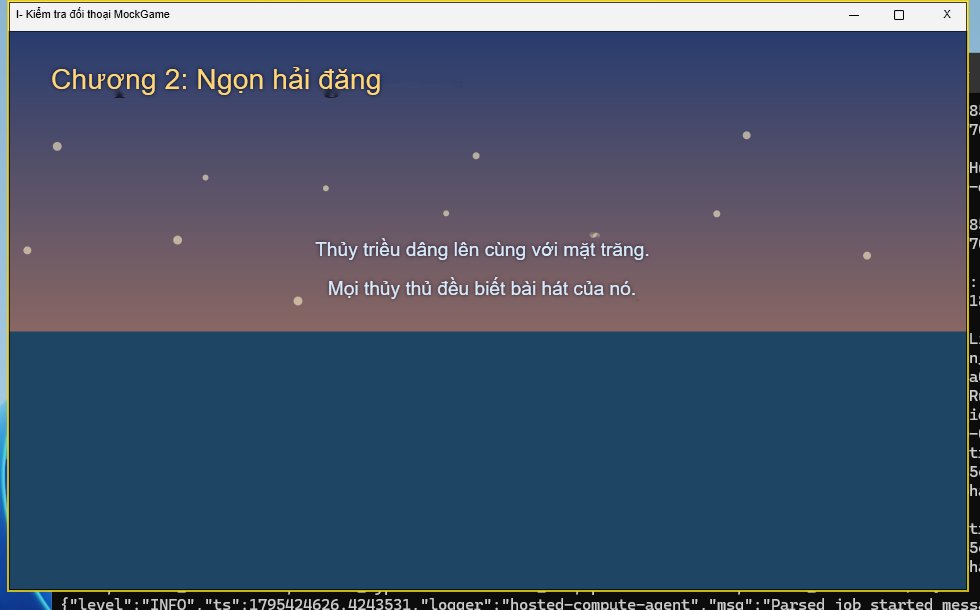 I- Kiểm tra đối thoại MockGame
X
Chương 2: Ngọn hải đăng
Thủy triều dâng lên cùng với mặt trăng.
Mọi thủy thủ đều biết bài hát của nó.
{"level":"INFO","ts":1795424626.4243531,"logger":"hosted-compute-agent","msg":"Parsed job started mes